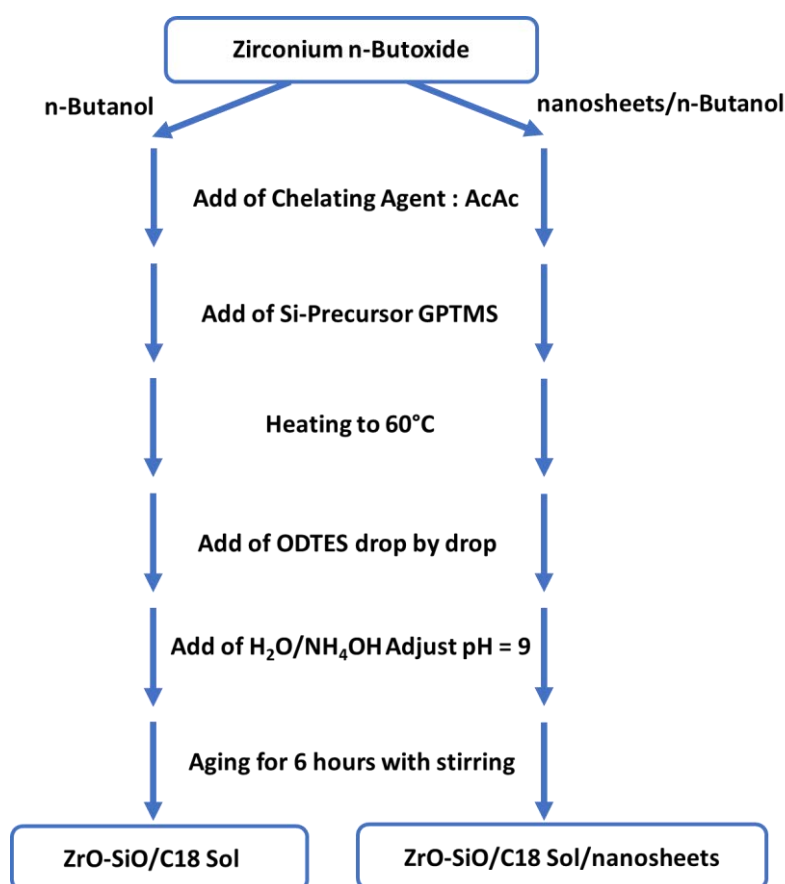 Zirconium n-Butoxide
n-Butanol
nanosheets/n-Butanol
Add of Chelating Agent : AcAc
Add of Si-Precursor GPTMS
Heating to 60°C
Add of ODTES drop by drop
Add of H₂O/NH₄OH Adjust pH = 9
Aging for 6 hours with stirring
ZrO-SiO/C18 Sol
ZrO-SiO/C18 Sol/nanosheets